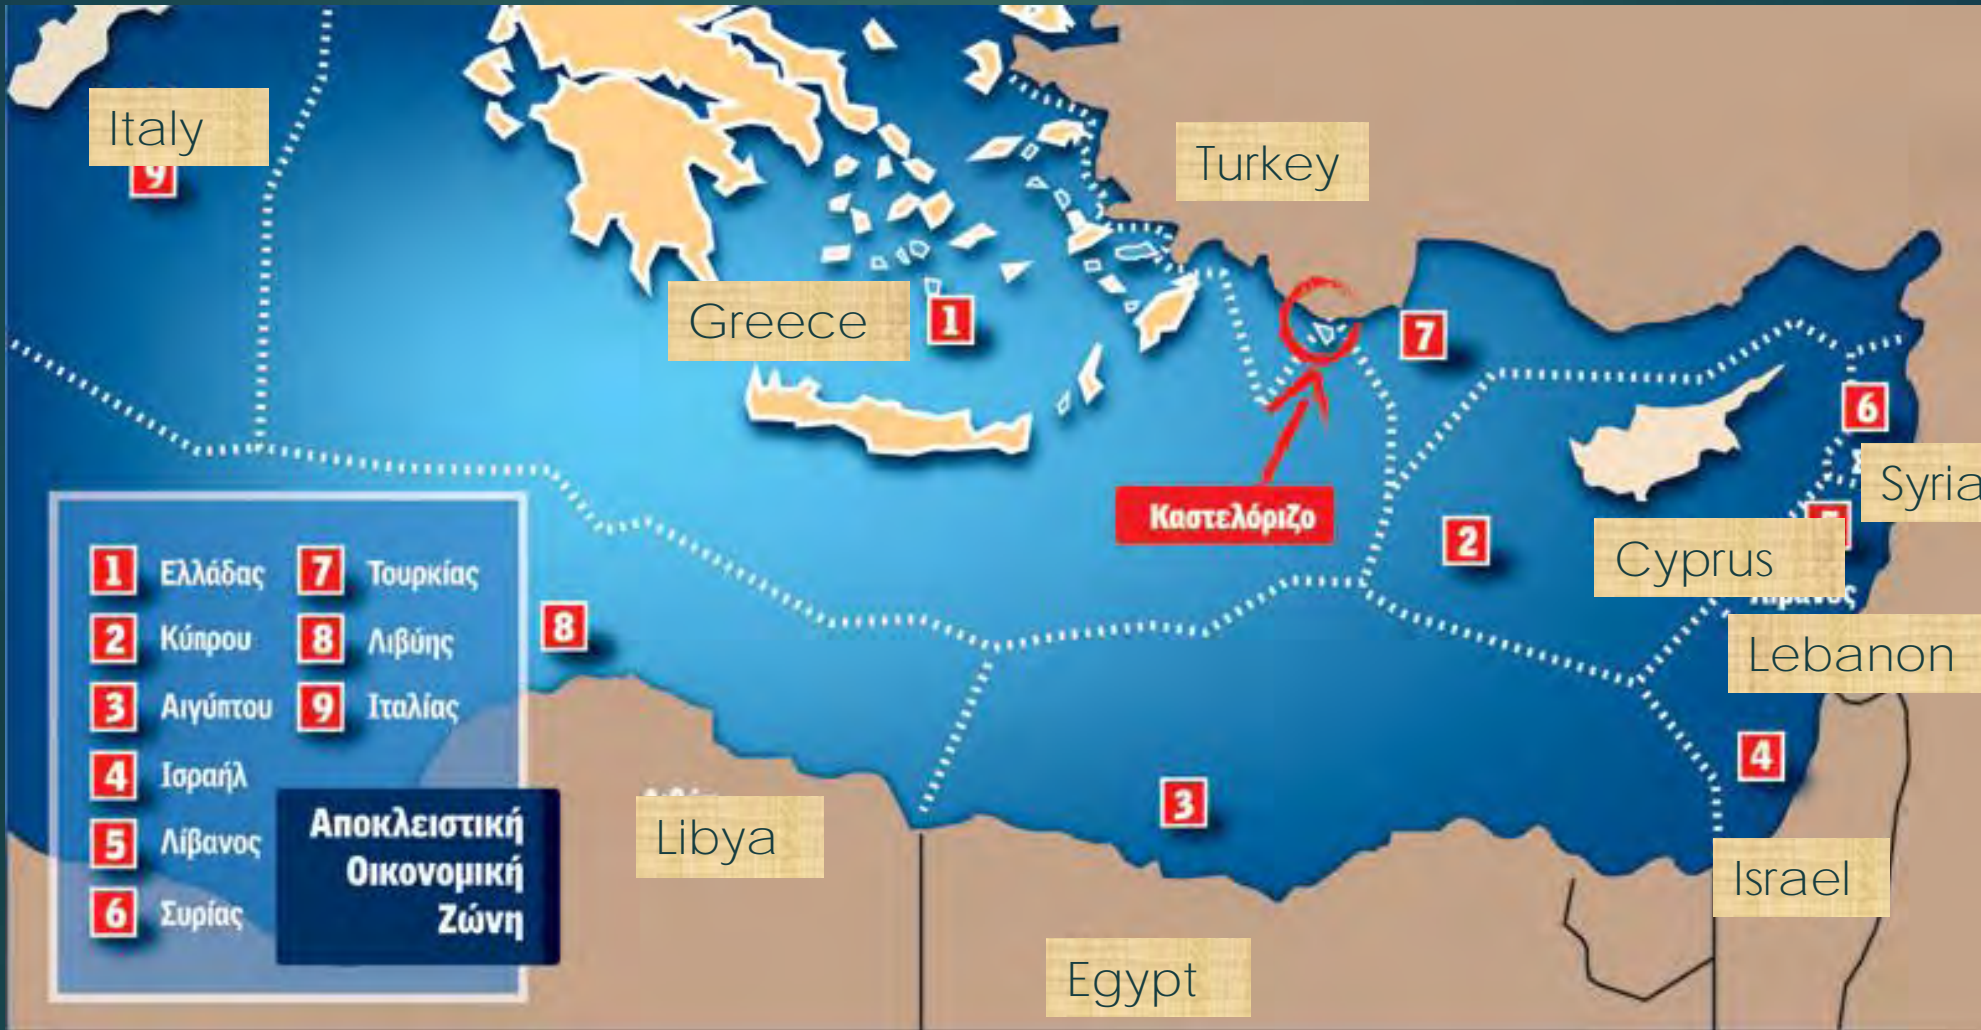 Italy
9
Turkey
Greece
1
7
6
Syria
Καστελόριζο
2
Cyprus
Lebanon
8
4
3
Libya
Israel
Egypt
1 Ελλάδας
2 Κύπρου
3 Αιγύπτου
4 Ισραήλ
5 Λίβανος
6 Συρίας
7 Τουρκίας
8 Λιβύης
9 Ιταλίας
Αποκλειστική
Οικονομική
Ζώνη